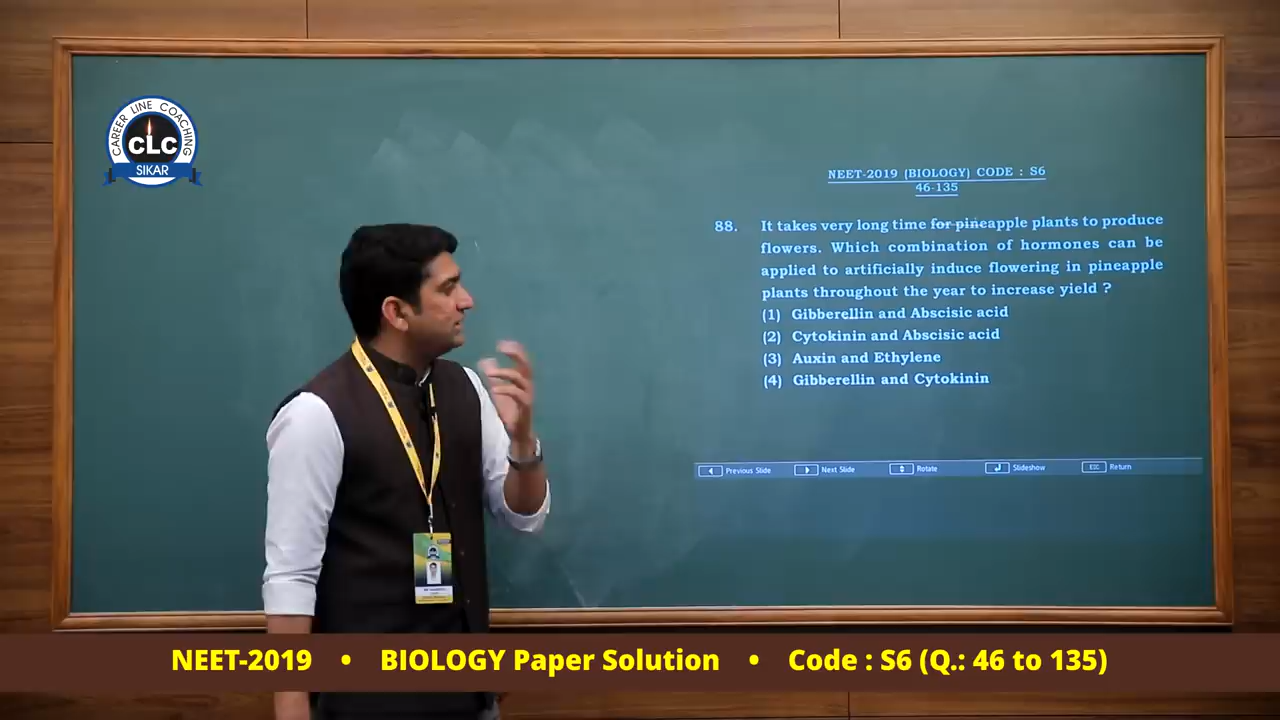 CAREER LINE COACHING
CLC
SIKAR
NEET-2019 (BIOLOGY) CODE : S6
46-135
88. It takes very long time for pineapple plants to produce
flowers. Which combination of hormones can be
applied to artificially induce flowering in pineapple
plants throughout the year to increase yield ?
(1) Gibberellin and Abscisic acid
(2) Cytokinin and Abscisic acid
(3) Auxin and Ethylene
(4) Gibberellin and Cytokinin
Previous Slide Next Slide Rotate Slideshow ESC Return
NEET-2019 • BIOLOGY Paper Solution • Code : S6 (Q.: 46 to 135)